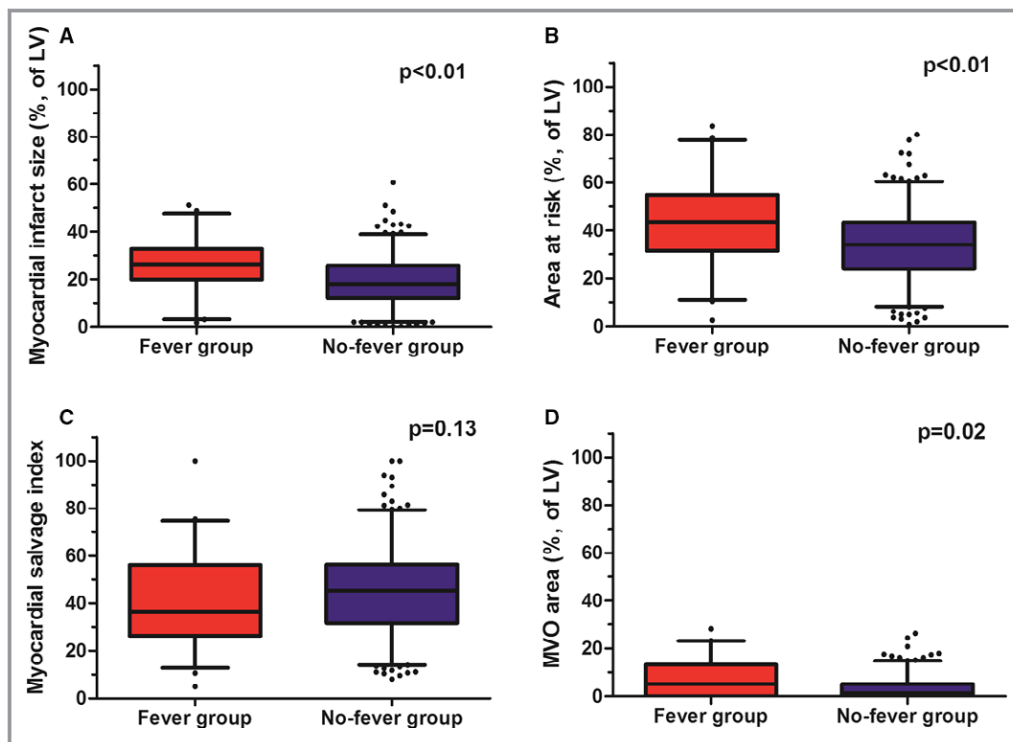 A
p<0.01
Myocardial infarct size (%, of LV)
100
80
60
40
20
0
Fever group No-fever group
B
p<0.01
Area at risk (%, of LV)
100
80
60
40
20
0
Fever group No-fever group
C
p=0.13
Myocardial salvage index
100
80
60
40
20
0
Fever group No-fever group
D
p=0.02
MVO area (%, of LV)
100
80
60
40
20
0
Fever group No-fever group